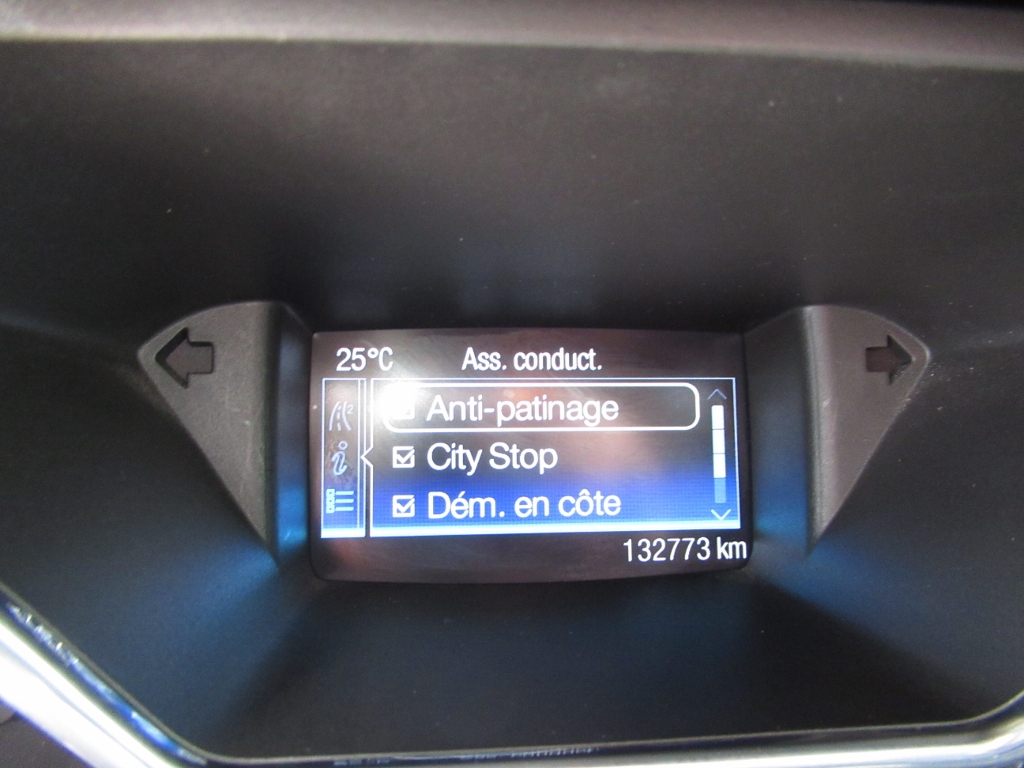 25°C Ass. conduct.
Anti-patinage
City Stop
Dém. en côte
132773 km